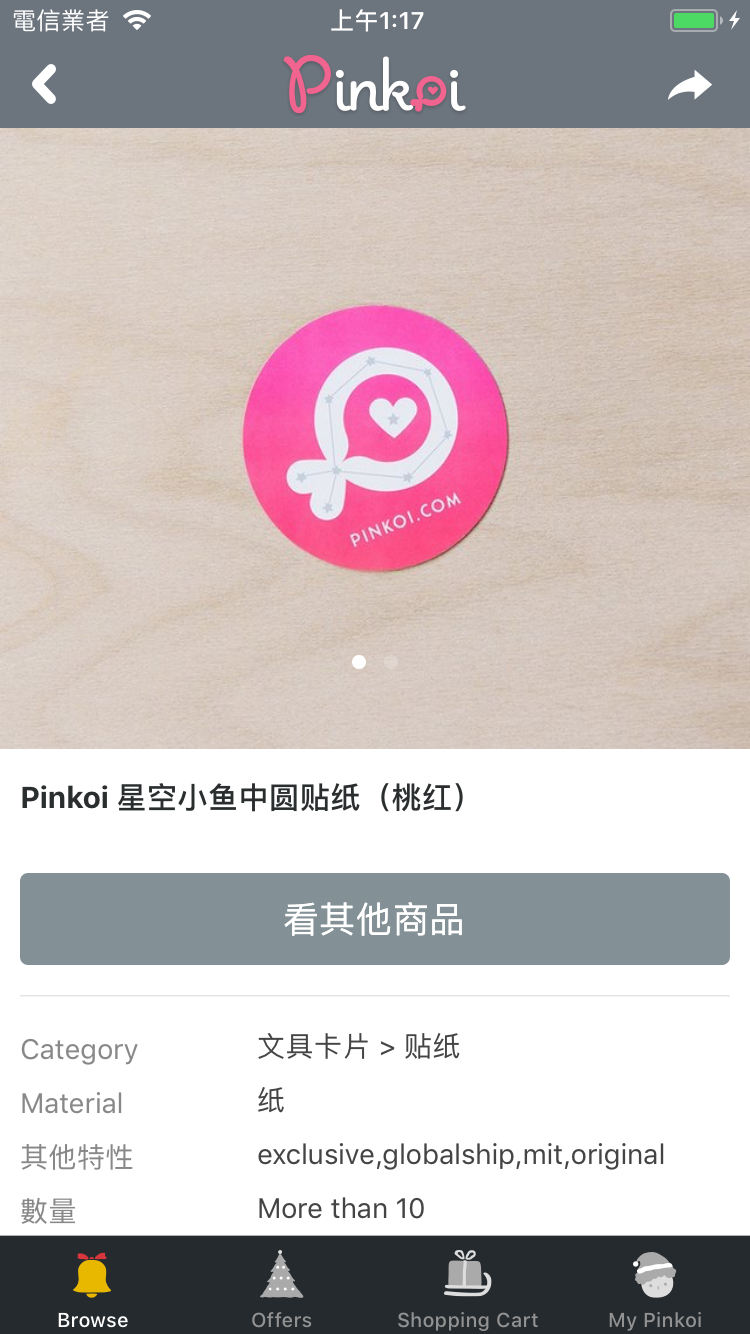 電信業者
上午1:17
Pinkoi
PINKOI.COM
Pinkoi 星空小鱼中圆贴纸（桃红）
看其他商品
Category
文具卡片 > 贴纸
Material
纸
其他特性
exclusive,globalship,mit,original
數量
More than 10
Browse
Offers
Shopping Cart
My Pinkoi